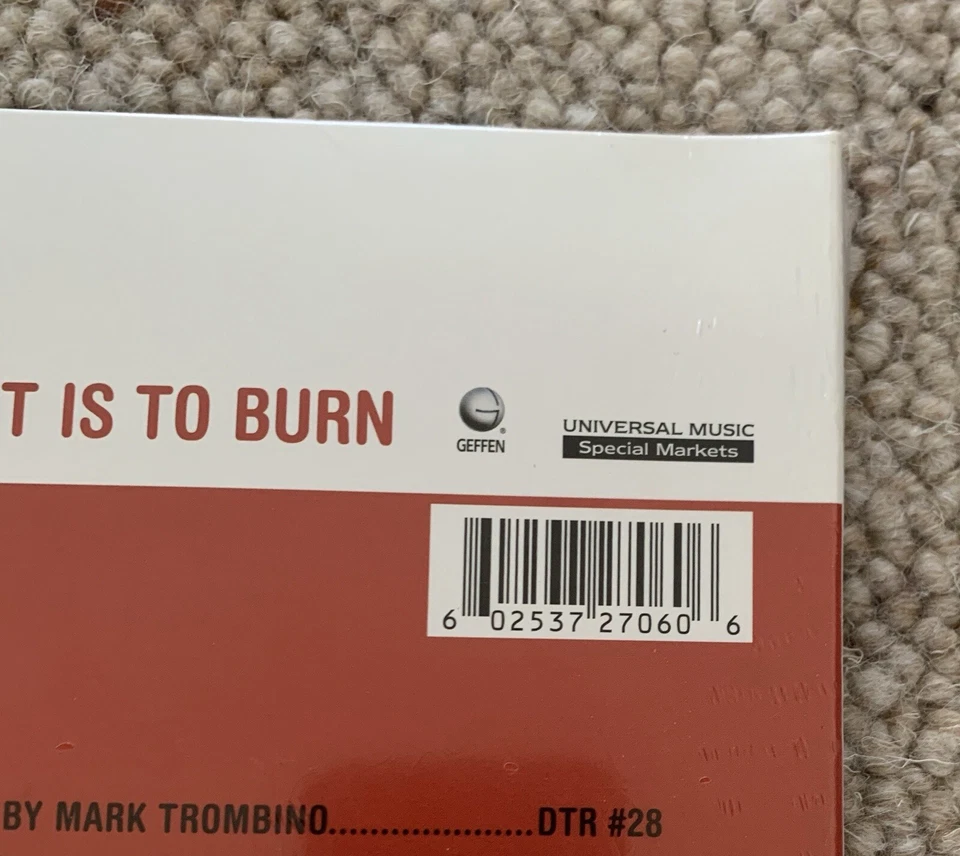 T IS TO BURN
GEFFEN®
UNIVERSAL MUSIC
Special Markets
6 02537 27060 6
BY MARK TROMBINO....................DTR #28